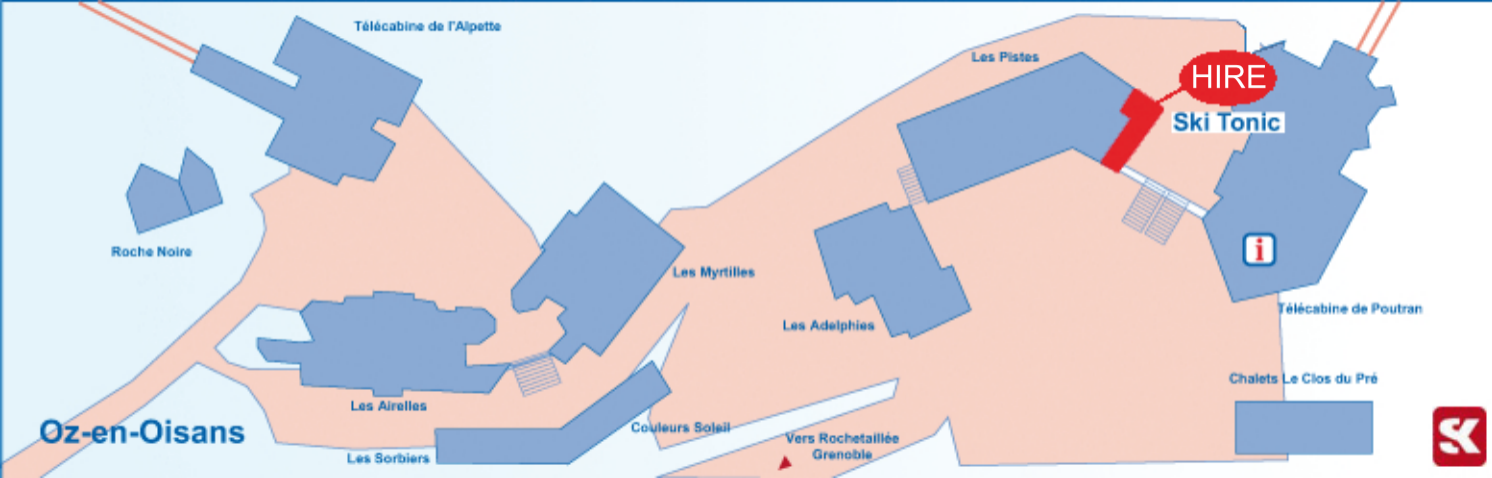 Télécabine de l'Alpette
Les Pistes
HIRE
Ski Tonic
Roche Noire
Les Myrtilles
i
Les Adelphies
Télécabine de Poutran
Chalets Le Clos du Pré
Les Airelles
Oz-en-Oisans
Couleurs Soleil
Vers Rochetaillée
Grenoble
Les Sorbiers
SK